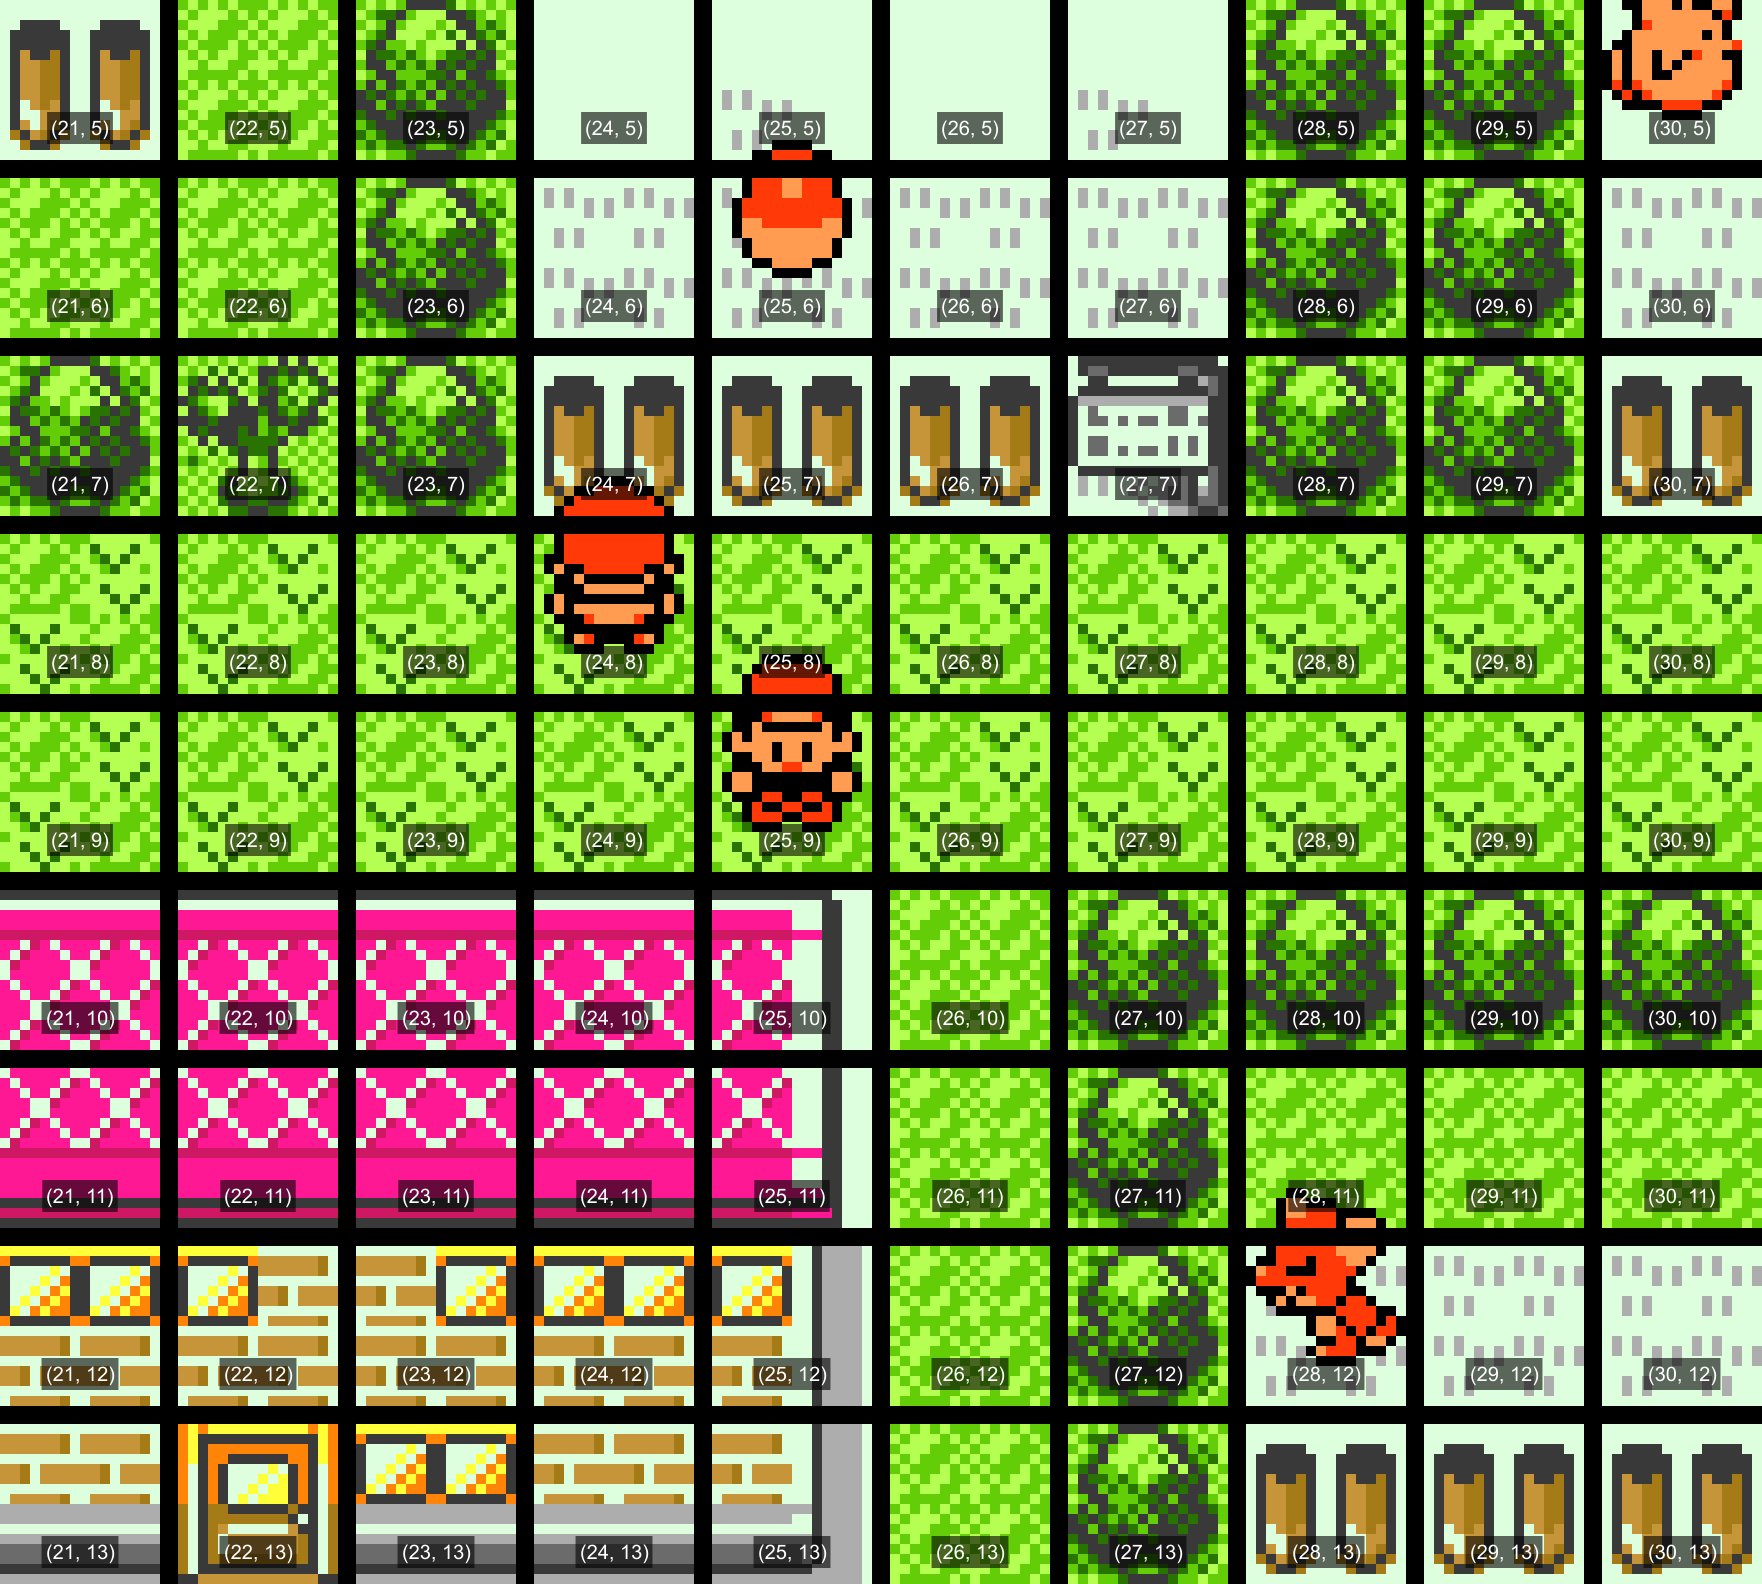 (21, 5) (22, 5) (23, 5) (24, 5) (25, 5) (26, 5) (27, 5) (28, 5) (29, 5) (30, 5)
(21, 6) (22, 6) (23, 6) (24, 6) (25, 6) (26, 6) (27, 6) (28, 6) (29, 6) (30, 6)
(21, 7) (22, 7) (23, 7) (24, 7) (25, 7) (26, 7) (27, 7) (28, 7) (29, 7) (30, 7)
(21, 8) (22, 8) (23, 8) (24, 8) (25, 8) (26, 8) (27, 8) (28, 8) (29, 8) (30, 8)
(21, 9) (22, 9) (23, 9) (24, 9) (25, 9) (26, 9) (27, 9) (28, 9) (29, 9) (30, 9)
(21, 10) (22, 10) (23, 10) (24, 10) (25, 10) (26, 10) (27, 10) (28, 10) (29, 10) (30, 10)
(21, 11) (22, 11) (23, 11) (24, 11) (25, 11) (26, 11) (27, 11) (28, 11) (29, 11) (30, 11)
(21, 12) (22, 12) (23, 12) (24, 12) (25, 12) (26, 12) (27, 12) (28, 12) (29, 12) (30, 12)
(21, 13) (22, 13) (23, 13) (24, 13) (25, 13) (26, 13) (27, 13) (28, 13) (29, 13) (30, 13)